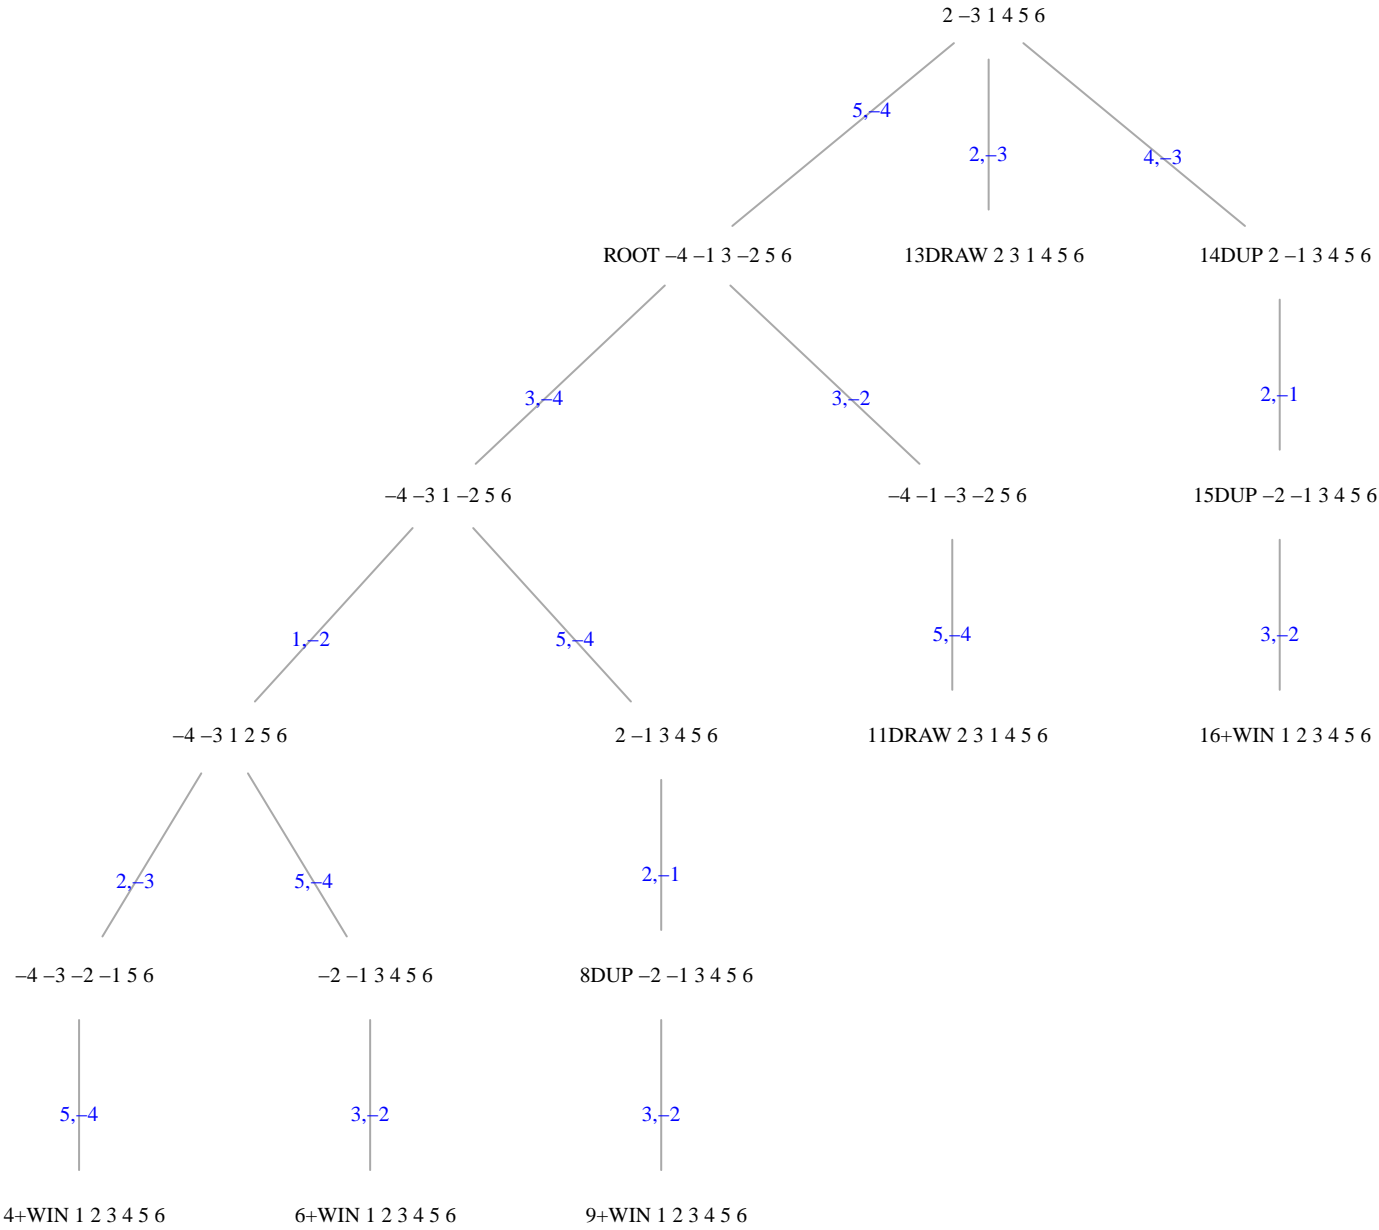 2 –3 1 4 5 6
5,–4
2,–3
4,–3
ROOT –4 –1 3 –2 5 6
13DRAW 2 3 1 4 5 6
14DUP 2 –1 3 4 5 6
3,–4
3,–2
2,–1
–4 –3 1 –2 5 6
–4 –1 –3 –2 5 6
15DUP –2 –1 3 4 5 6
1,–2
5,–4
5,–4
3,–2
–4 –3 1 2 5 6
2 –1 3 4 5 6
11DRAW 2 3 1 4 5 6
16+WIN 1 2 3 4 5 6
2,–3
5,–4
2,–1
–4 –3 –2 –1 5 6
–2 –1 3 4 5 6
8DUP –2 –1 3 4 5 6
5,–4
3,–2
3,–2
4+WIN 1 2 3 4 5 6
6+WIN 1 2 3 4 5 6
9+WIN 1 2 3 4 5 6